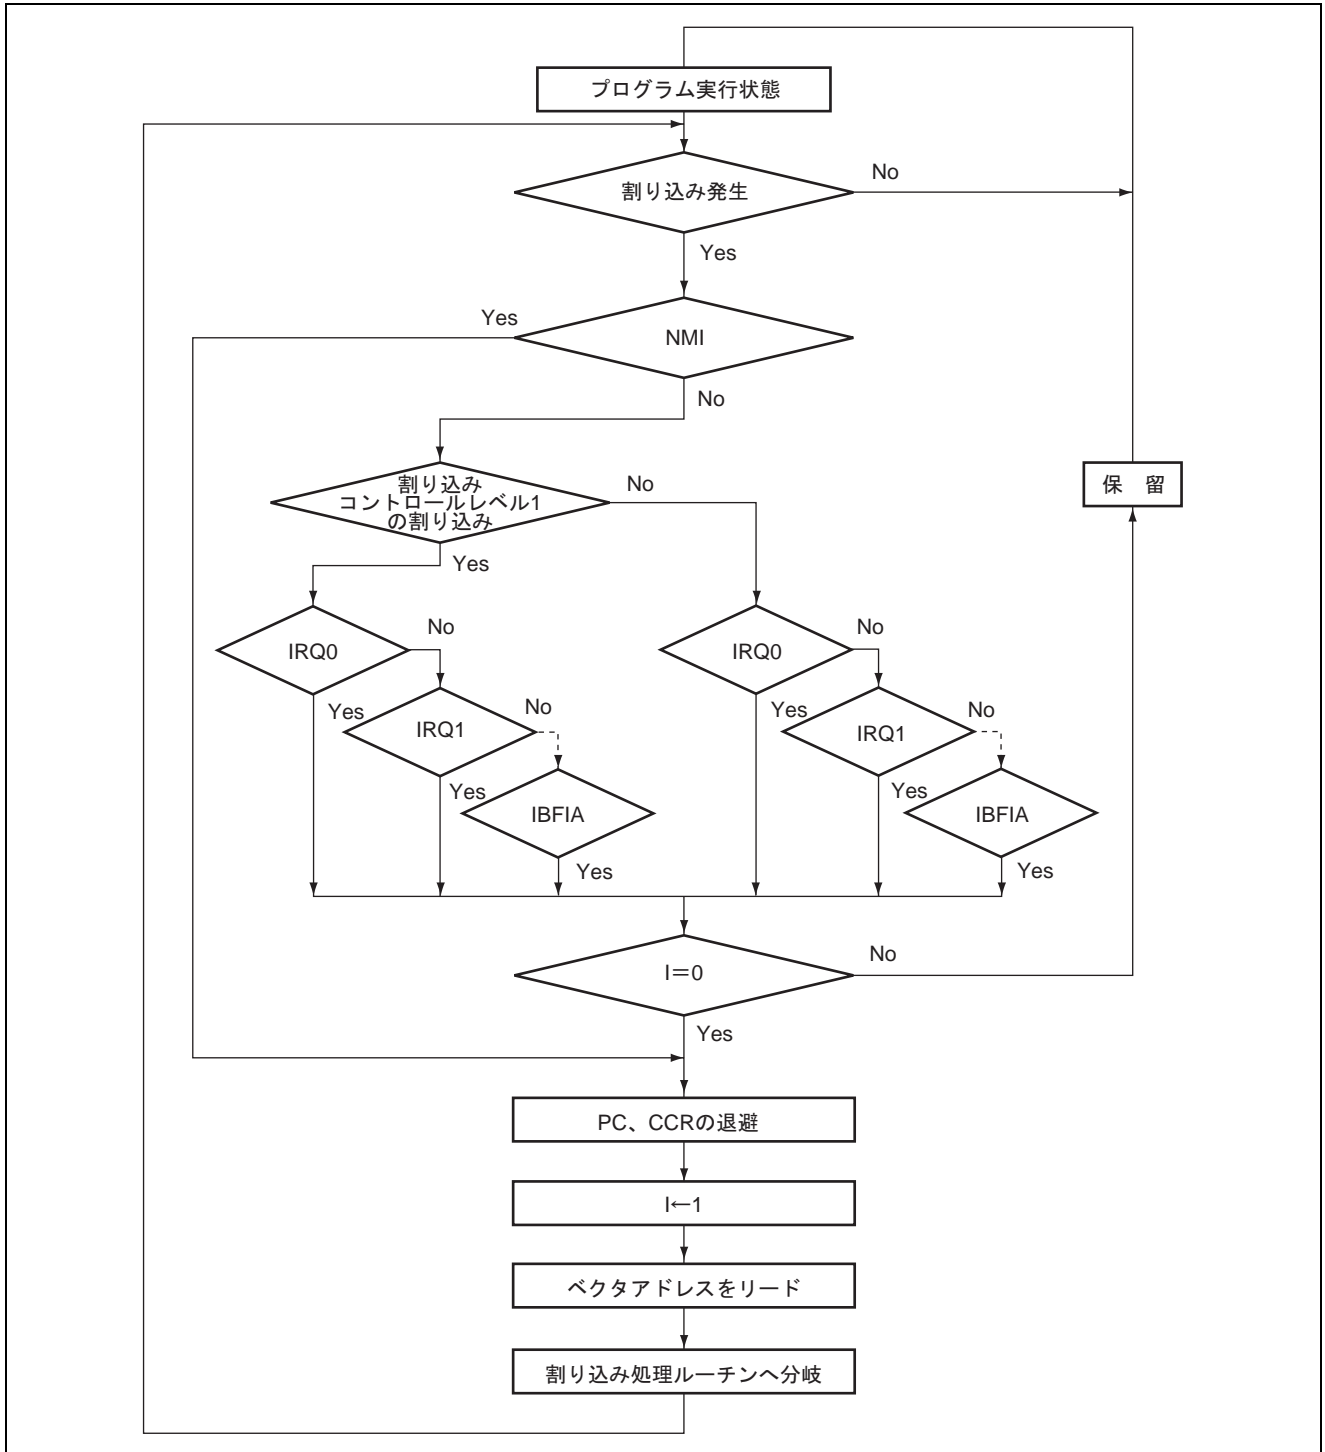 プログラム実行状態
割り込み発生
No
Yes
Yes
NMI
No
割り込み
コントロールレベル1
の割り込み
No
Yes
保　留
IRQ0
No
IRQ0
No
Yes
IRQ1
No
Yes
IRQ1
No
Yes
IBFIA
Yes
IBFIA
Yes
Yes
I＝0
No
Yes
PC、CCRの退避
I←1
ベクタアドレスをリード
割り込み処理ルーチンへ分岐